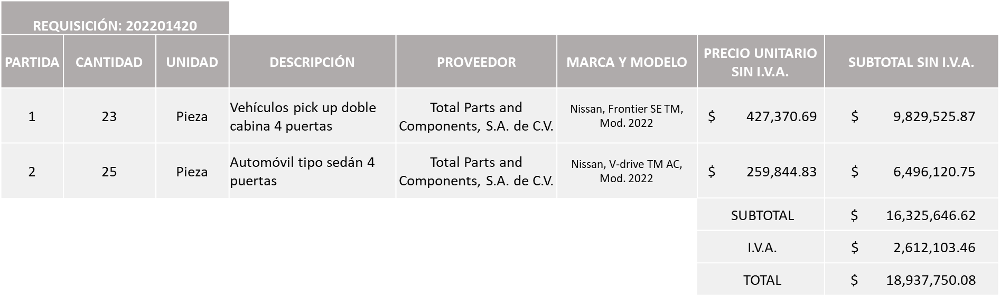 REQUISICIÓN: 202201420
PARTIDA CANTIDAD UNIDAD DESCRIPCIÓN PROVEEDOR MARCA Y MODELO PRECIO UNITARIO SIN I.V.A. SUBTOTAL SIN I.V.A.
1 23 Pieza Vehículos pick up doble cabina 4 puertas Total Parts and Components, S.A. de C.V. Nissan, Frontier SE TM, Mod. 2022 $ 427,370.69 $ 9,829,525.87
2 25 Pieza Automóvil tipo sedán 4 puertas Total Parts and Components, S.A. de C.V. Nissan, V-drive TM AC, Mod. 2022 $ 259,844.83 $ 6,496,120.75
SUBTOTAL $ 16,325,646.62
I.V.A. $ 2,612,103.46
TOTAL $ 18,937,750.08